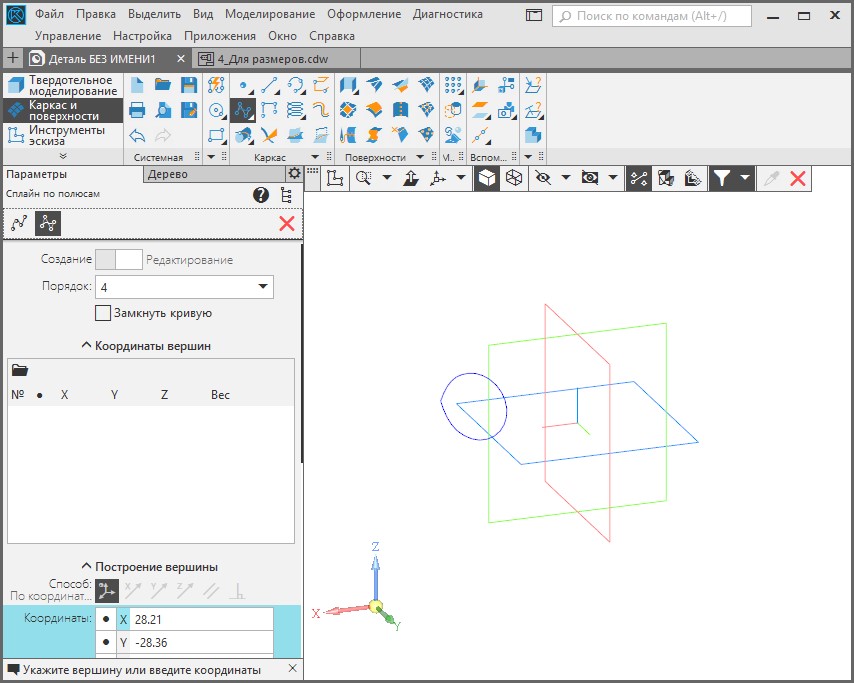 Файл Правка Выделить Вид Моделирование Оформление Диагностика
Поиск по командам (Alt+/)
Управление Настройка Приложения Окно Справка
Деталь БЕЗ ИМЕНИ1 4_Для размеров.cdw
Твердотельное моделирование
Каркас и поверхности
Инструменты эскиза
Системная Каркас Поверхности М... Вспом...
Параметры Дерево
Сплайн по полюсам
Создание Редактирование
Порядок: 4
Замкнуть кривую
Координаты вершин
№ X Y Z Вес
Построение вершины
Способ:
По координат...
Координаты: X 28.21
Y -28.36
Укажите вершину или введите координаты
Z
X
Y